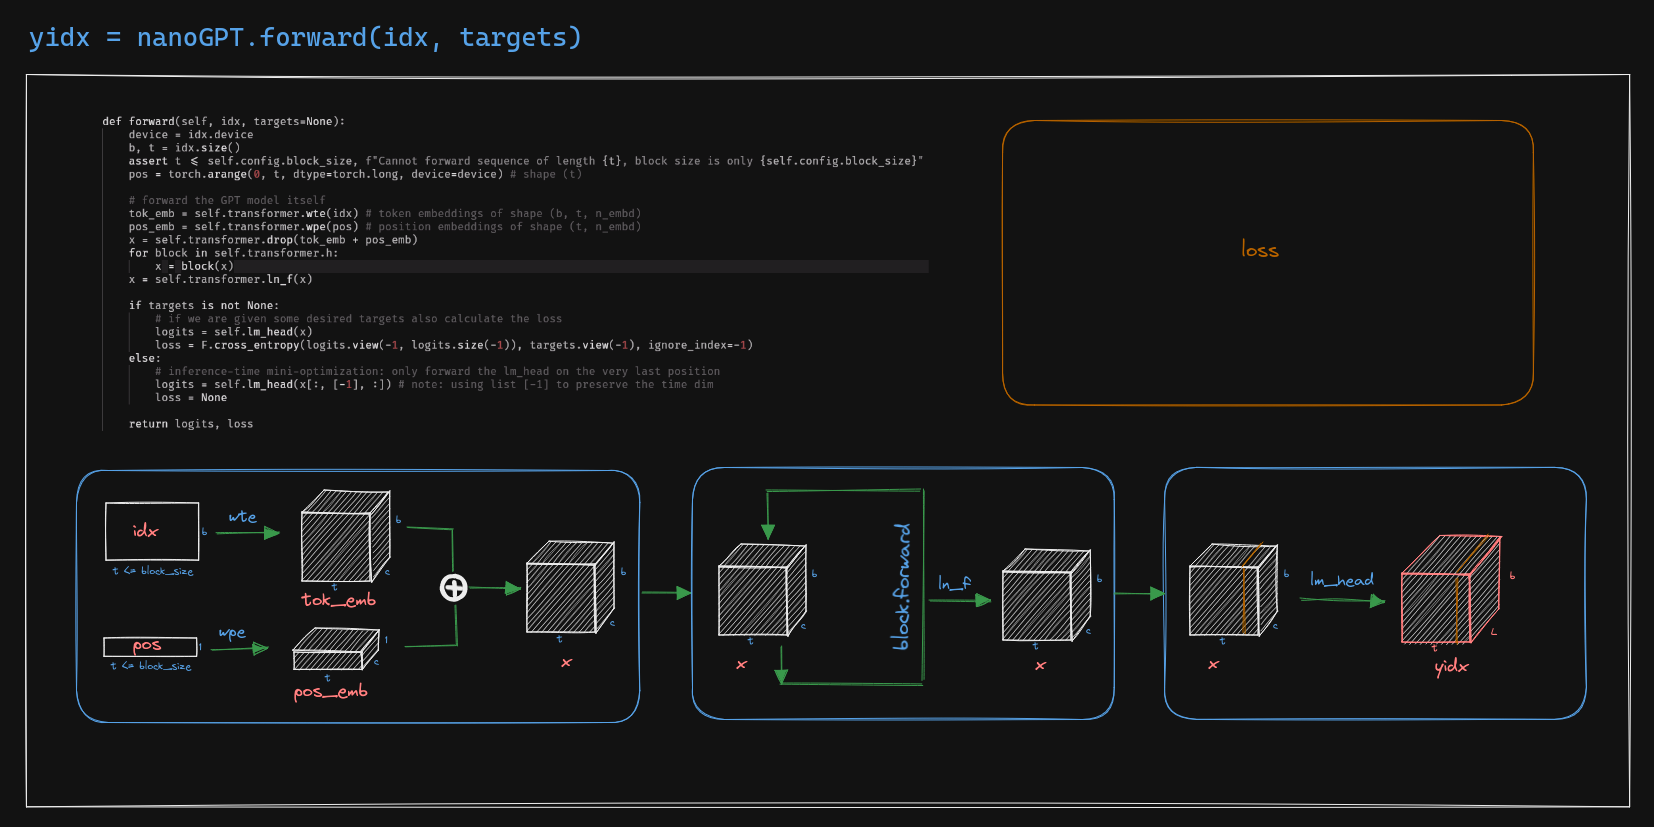 yidx = nanoGPT.forward(idx, targets)
def forward(self, idx, targets=None):
device = idx.device
b, t = idx.size()
assert t ≤ self.config.block_size, f"Cannot forward sequence of length {t}, block size is only {self.config.block_size}"
pos = torch.arange(0, t, dtype=torch.long, device=device) # shape (t)
# forward the GPT model itself
tok_emb = self.transformer.wte(idx) # token embeddings of shape (b, t, n_embd)
pos_emb = self.transformer.wpe(pos) # position embeddings of shape (t, n_embd)
x = self.transformer.drop(tok_emb + pos_emb)
for block in self.transformer.h:
x = block(x)
x = self.transformer.ln_f(x)
if targets is not None:
# if we are given some desired targets also calculate the loss
logits = self.lm_head(x)
loss = F.cross_entropy(logits.view(-1, logits.size(-1)), targets.view(-1), ignore_index=-1)
else:
# inference-time mini-optimization: only forward the lm_head on the very last position
logits = self.lm_head(x[:, [-1], :]) # note: using list [-1] to preserve the time dim
loss = None
return logits, loss
loss
idx
b
t <= block_size
wte
b
c
t
tok_emb
pos
1
t <= block_size
wpe
1
c
t
pos_emb
b
c
t
x
b
c
t
x
block.forward
ln_f
b
c
t
x
b
c
t
x
lm_head
b
L
t
yidx